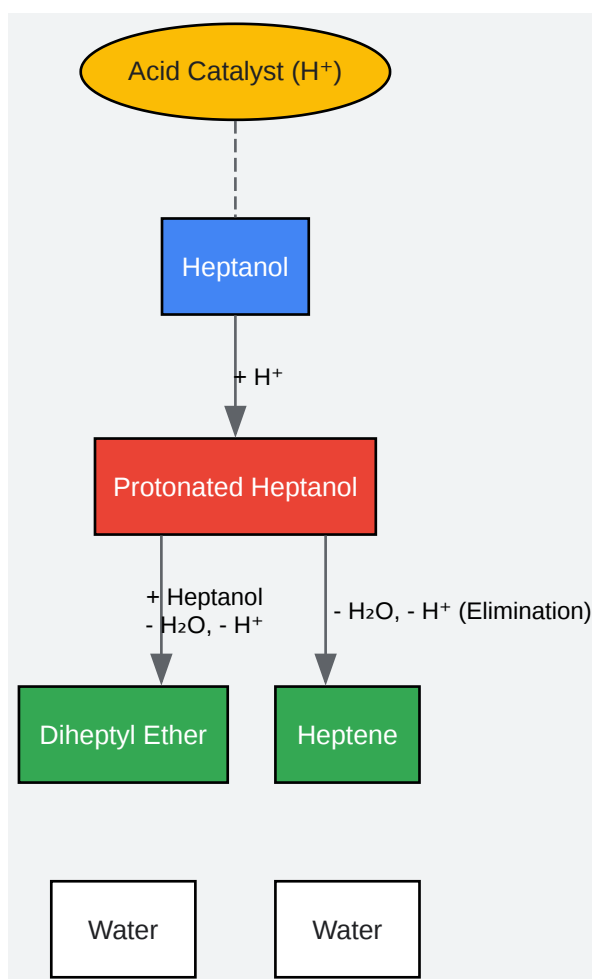 Acid Catalyst (H⁺)
Heptanol
+ H⁺
Protonated Heptanol
+ Heptanol
- H₂O, - H⁺
- H₂O, - H⁺ (Elimination)
Diheptyl Ether
Heptene
Water
Water